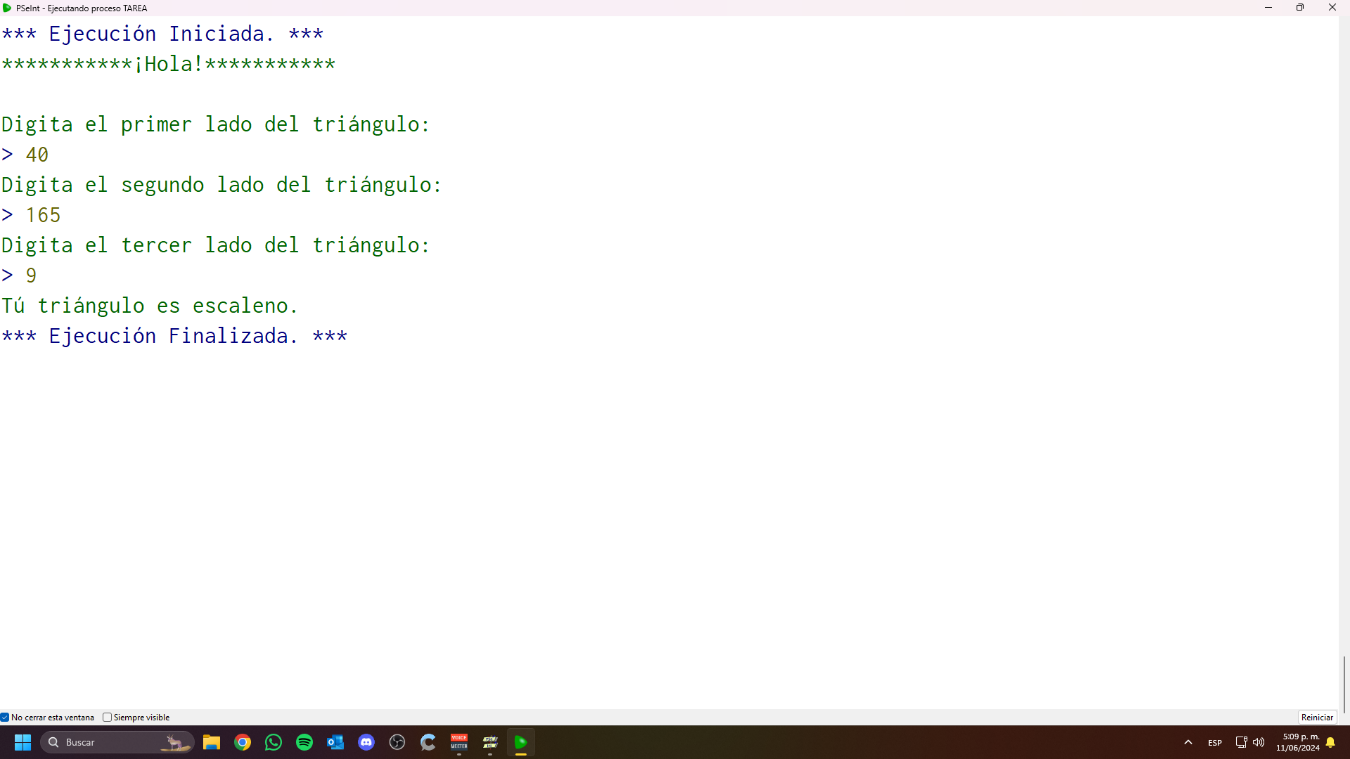 PSeInt - Ejecutando proceso TAREA
*** Ejecución Iniciada. ***
***********¡Hola!***********
Digita el primer lado del triángulo:
> 40
Digita el segundo lado del triángulo:
> 165
Digita el tercer lado del triángulo:
> 9
Tú triángulo es escaleno.
*** Ejecución Finalizada. ***
No cerrar esta ventana
Siempre visible
Reiniciar
Buscar
VOICE
MEETER
ESP
5:09 p. m.
11/06/2024